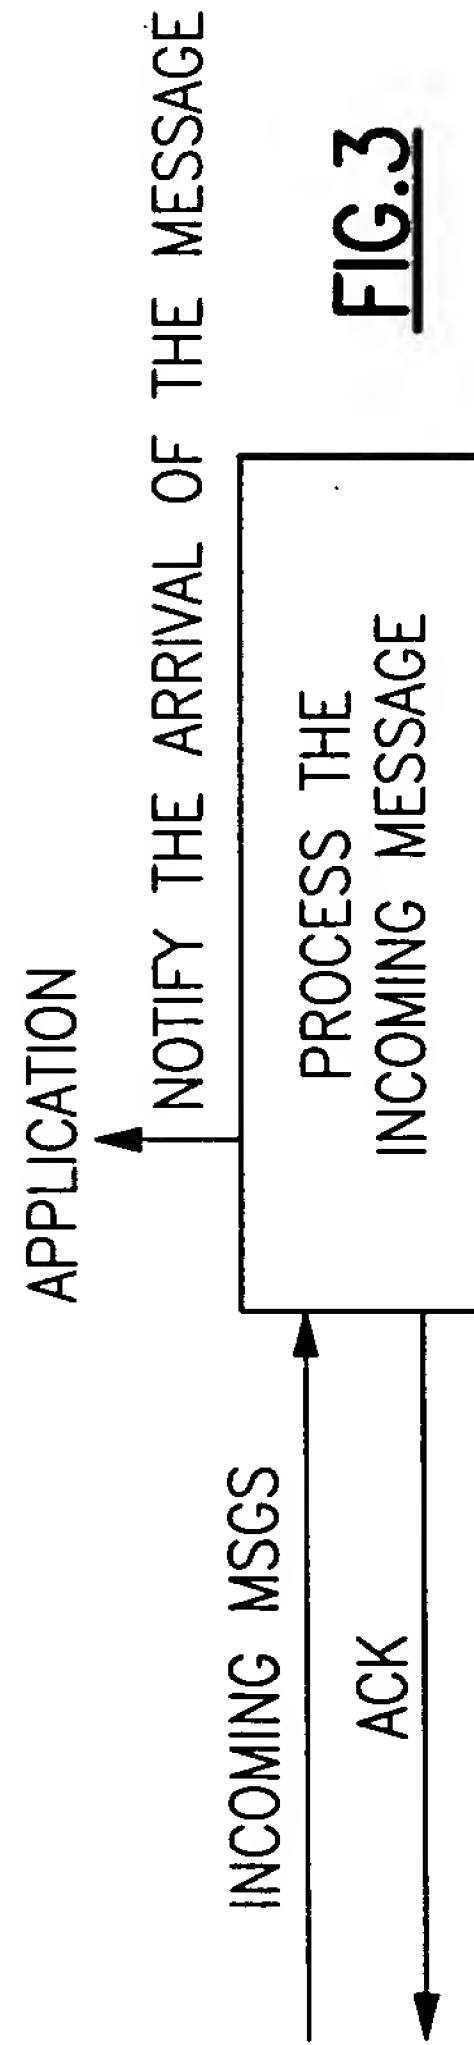 APPLICATION
NOTIFY THE ARRIVAL OF THE MESSAGE
INCOMING MSGS
ACK
PROCESS THE
INCOMING MESSAGE
FIG.3